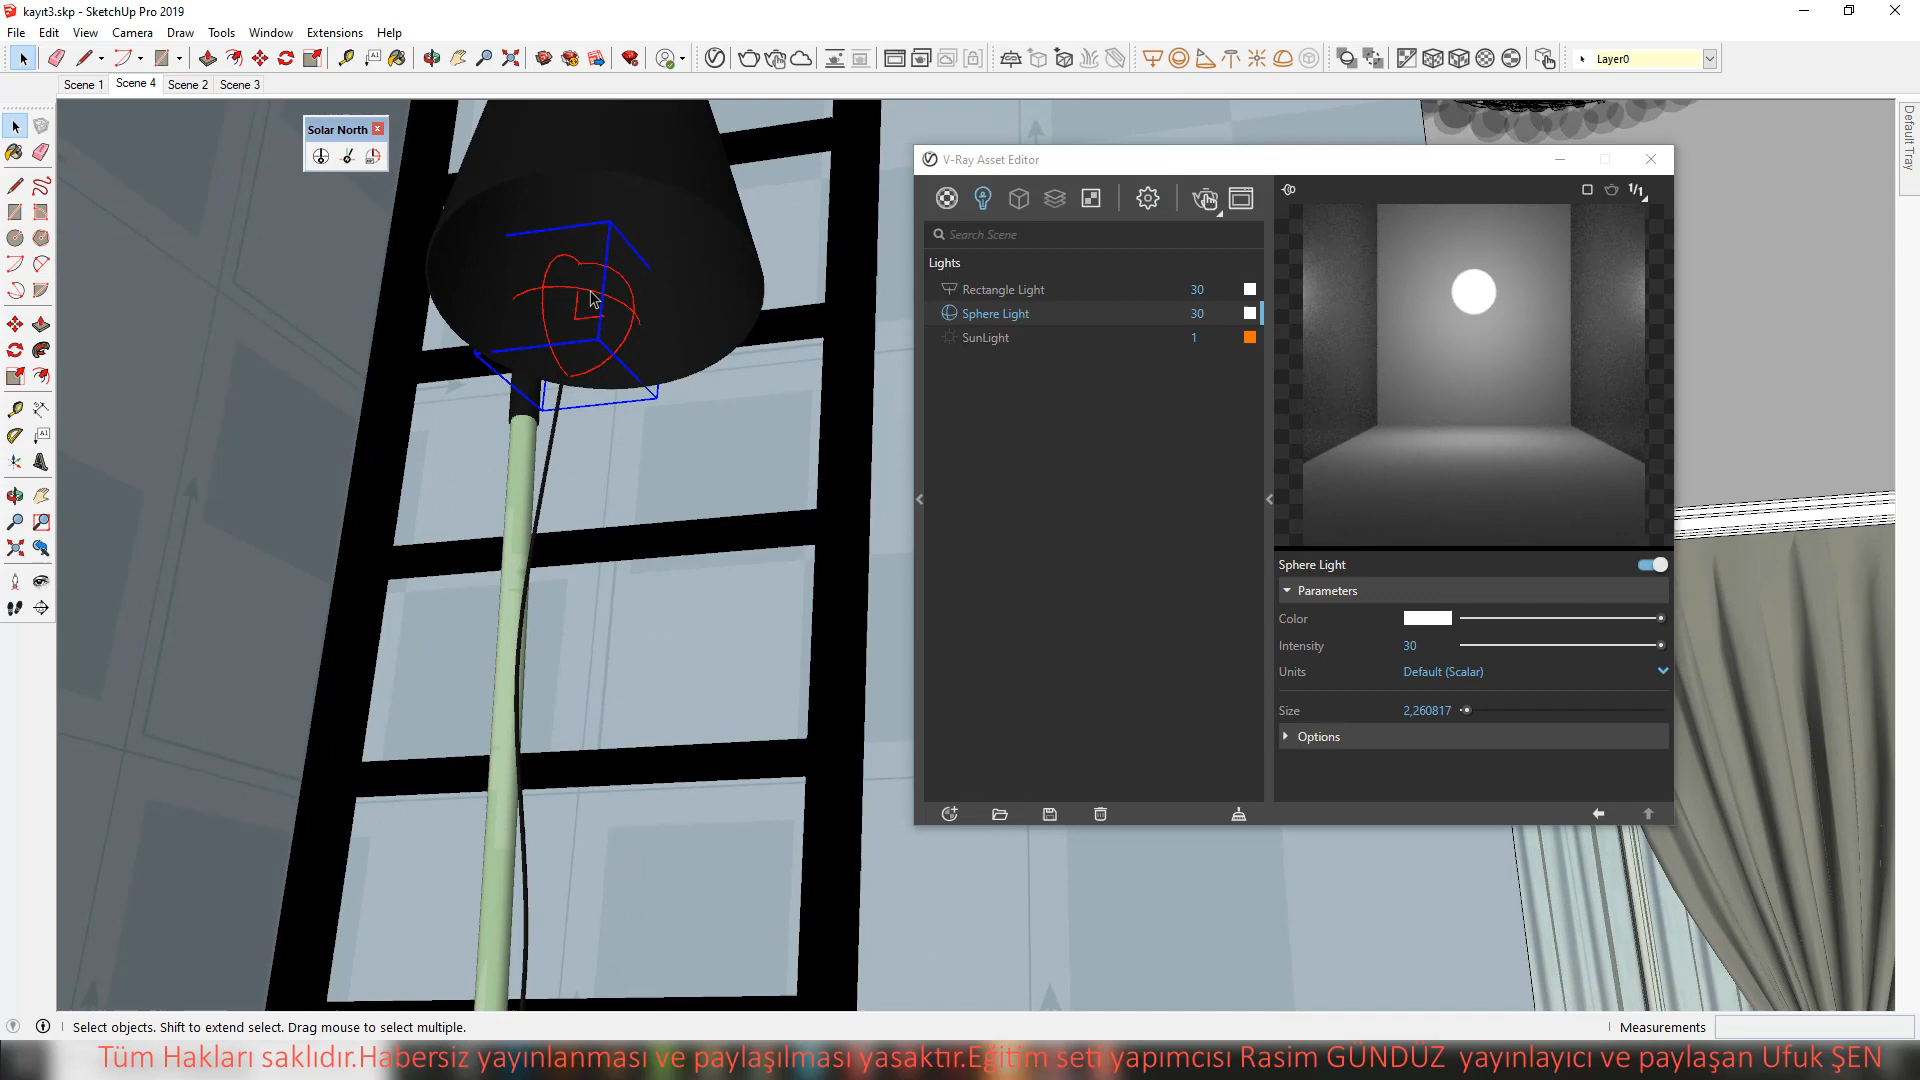 kayıt3.skp - SketchUp Pro 2019
File Edit View Camera Draw Tools Window Extensions Help
Layer0
Scene 1 Scene 4 Scene 2 Scene 3
Default Tray
Solar North
V-Ray Asset Editor
1/1
Search Scene
Lights
Rectangle Light 30
Sphere Light 30
SunLight 1
Sphere Light
Parameters
Color
Intensity 30
Units Default (Scalar)
Size 2,260817
Options
Select objects. Shift to extend select. Drag mouse to select multiple.
Measurements
Tüm Hakları saklıdır.Habersiz yayınlanması ve paylaşılması yasaktır.Eğitim seti yapımcısı Rasim GÜNDÜZ yayınlayıcı ve paylaşan Ufuk ŞEN